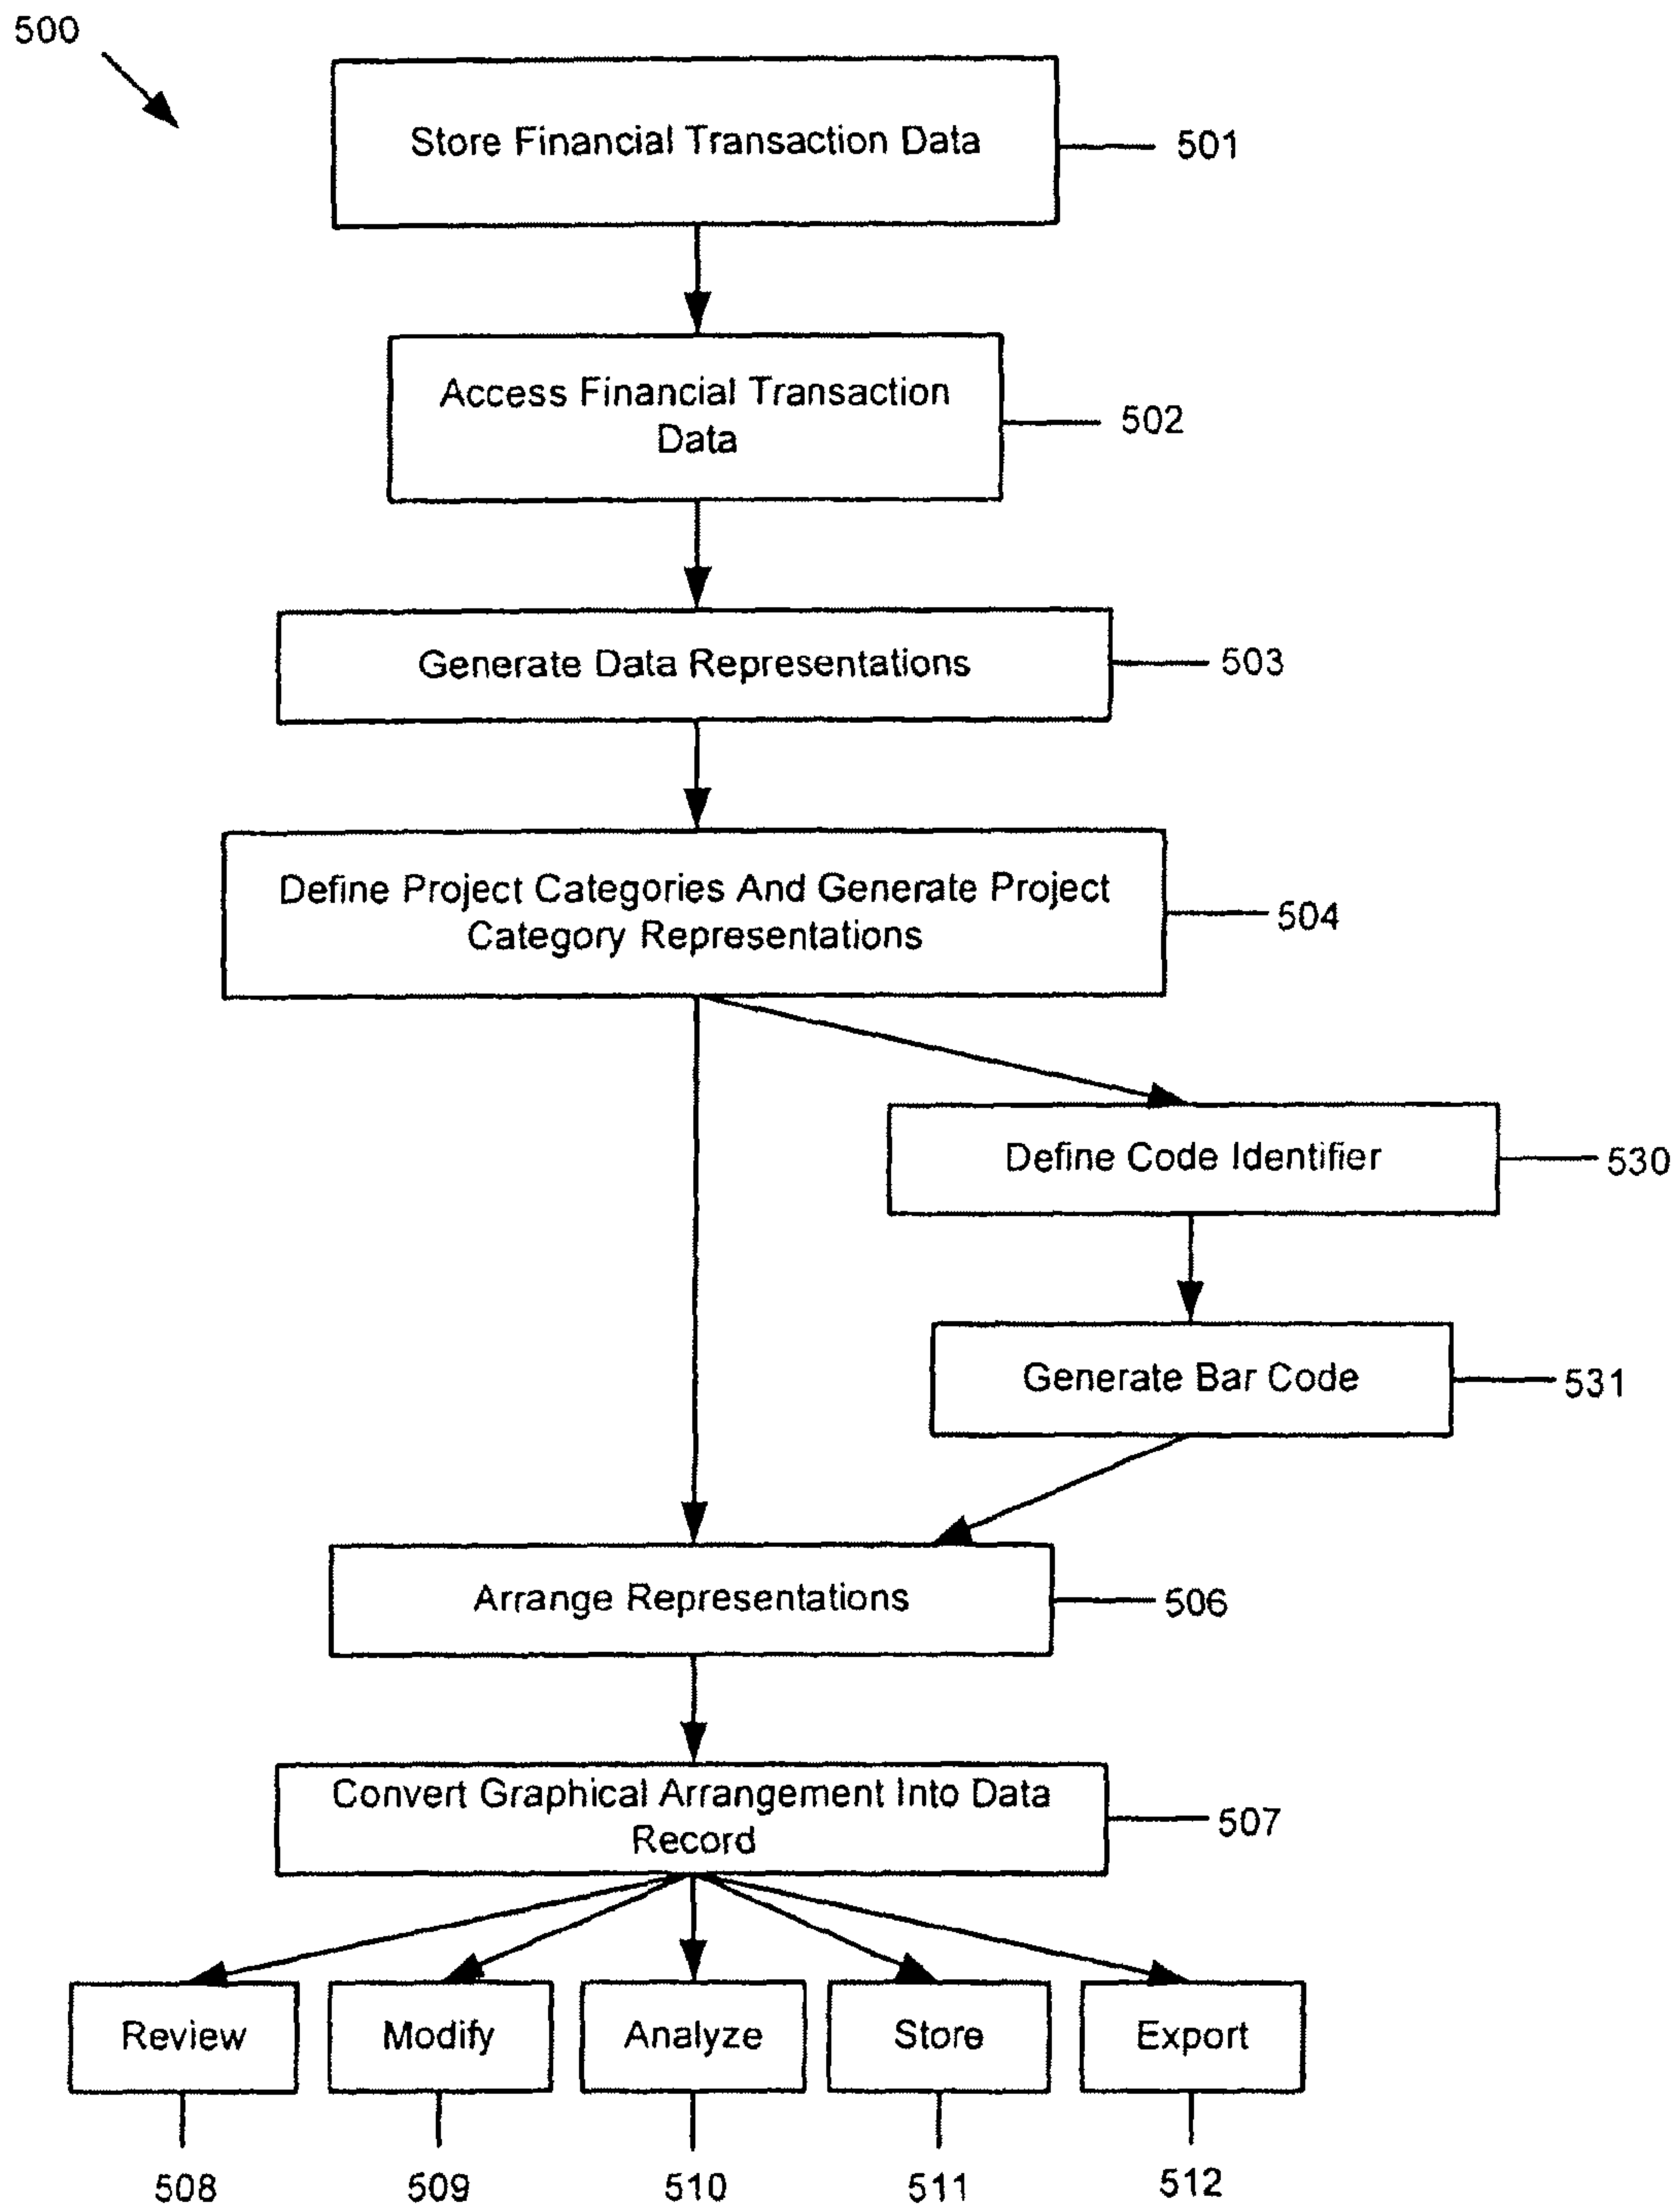 500
Store Financial Transaction Data
501
Access Financial Transaction
Data
502
Generate Data Representations
503
Define Project Categories And Generate Project
Category Representations
504
Define Code Identifier
530
Generate Bar Code
531
Arrange Representations
506
Convert Graphical Arrangement Into Data
Record
507
Review
Modify
Analyze
Store
Export
508
509
510
511
512